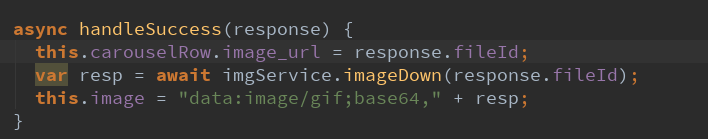 async handleSuccess(response) {
this.carouselRow.image_url = response.fileId;
var resp = await imgService.imageDown(response.fileId);
this.image = "data:image/gif;base64," + resp;
}